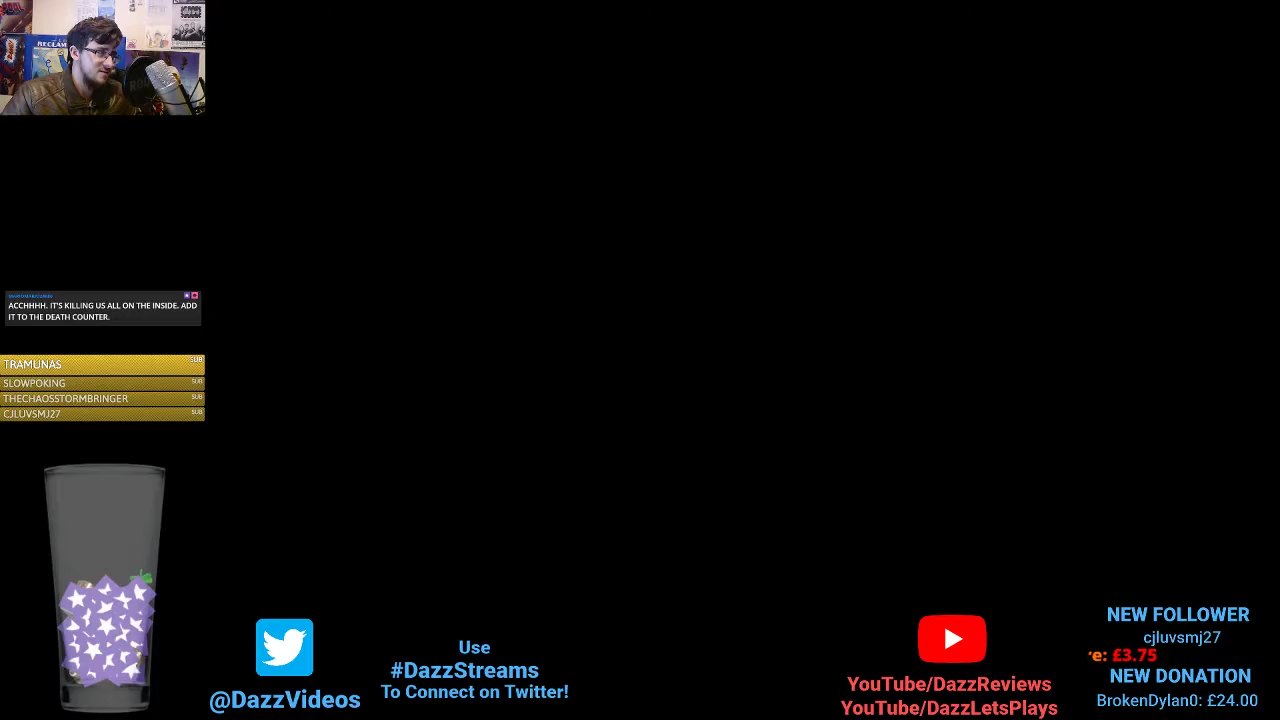 RECLAIM
ACCHHHH. IT'S KILLING US ALL ON THE INSIDE. ADD
IT TO THE DEATH COUNTER.
TRAMUNAS SUB
SLOWPOKING SUB
THECHAOSSTORMBRINGER SUB
CJLUVSMJ27 SUB
@DazzVideos
Use
#DazzStreams
To Connect on Twitter!
YouTube/DazzReviews
YouTube/DazzLetsPlays
NEW FOLLOWER
cjluvsmj27
e: £3.75
NEW DONATION
BrokenDylan0: £24.00